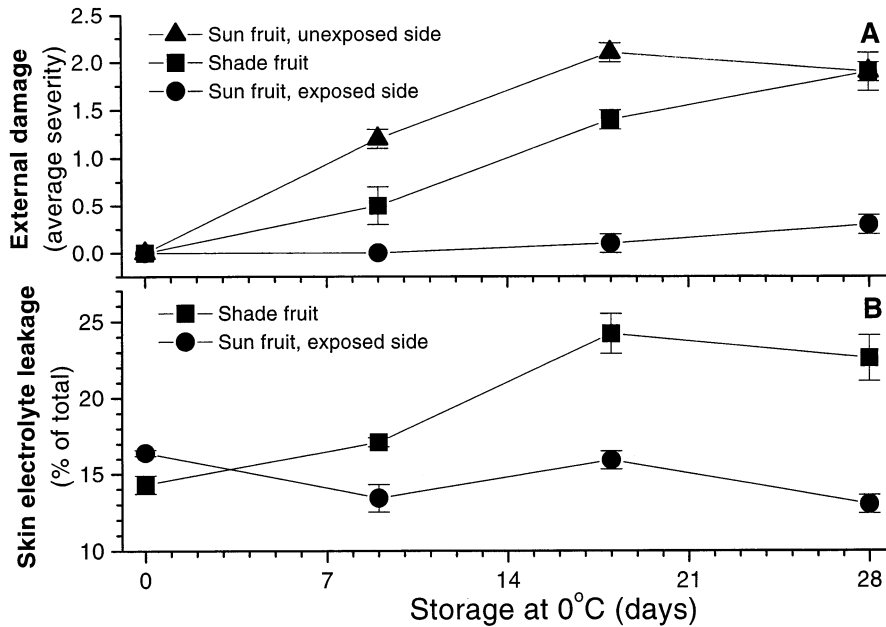 A
Sun fruit, unexposed side
Shade fruit
Sun fruit, exposed side
External damage
(average severity)
2.5
2.0
1.5
1.0
0.5
0.0
B
Shade fruit
Sun fruit, exposed side
Skin electrolyte leakage
(% of total)
25
20
15
10
0
7
14
21
28
Storage at 0°C (days)